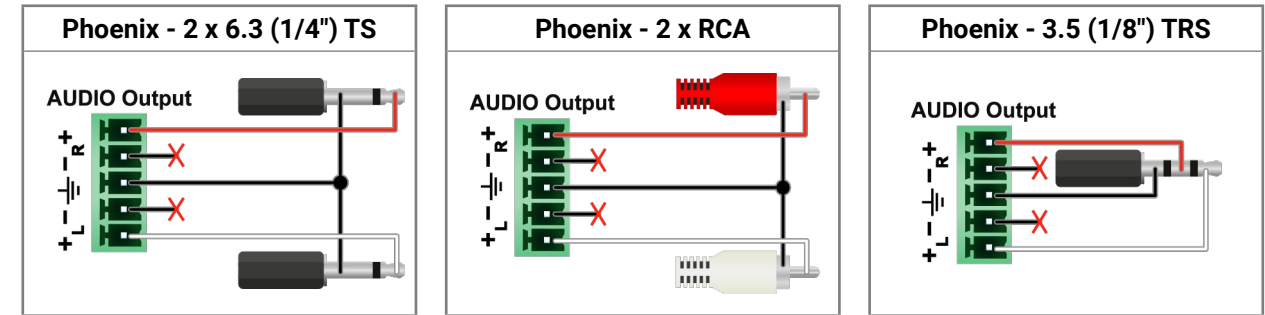 Phoenix - 2 x 6.3 (1/4") TS
AUDIO Output
+
R
-
-
L
+
Phoenix - 2 x RCA
AUDIO Output
+
R
-
-
L
+
Phoenix - 3.5 (1/8") TRS
AUDIO Output
+
R
-
-
L
+